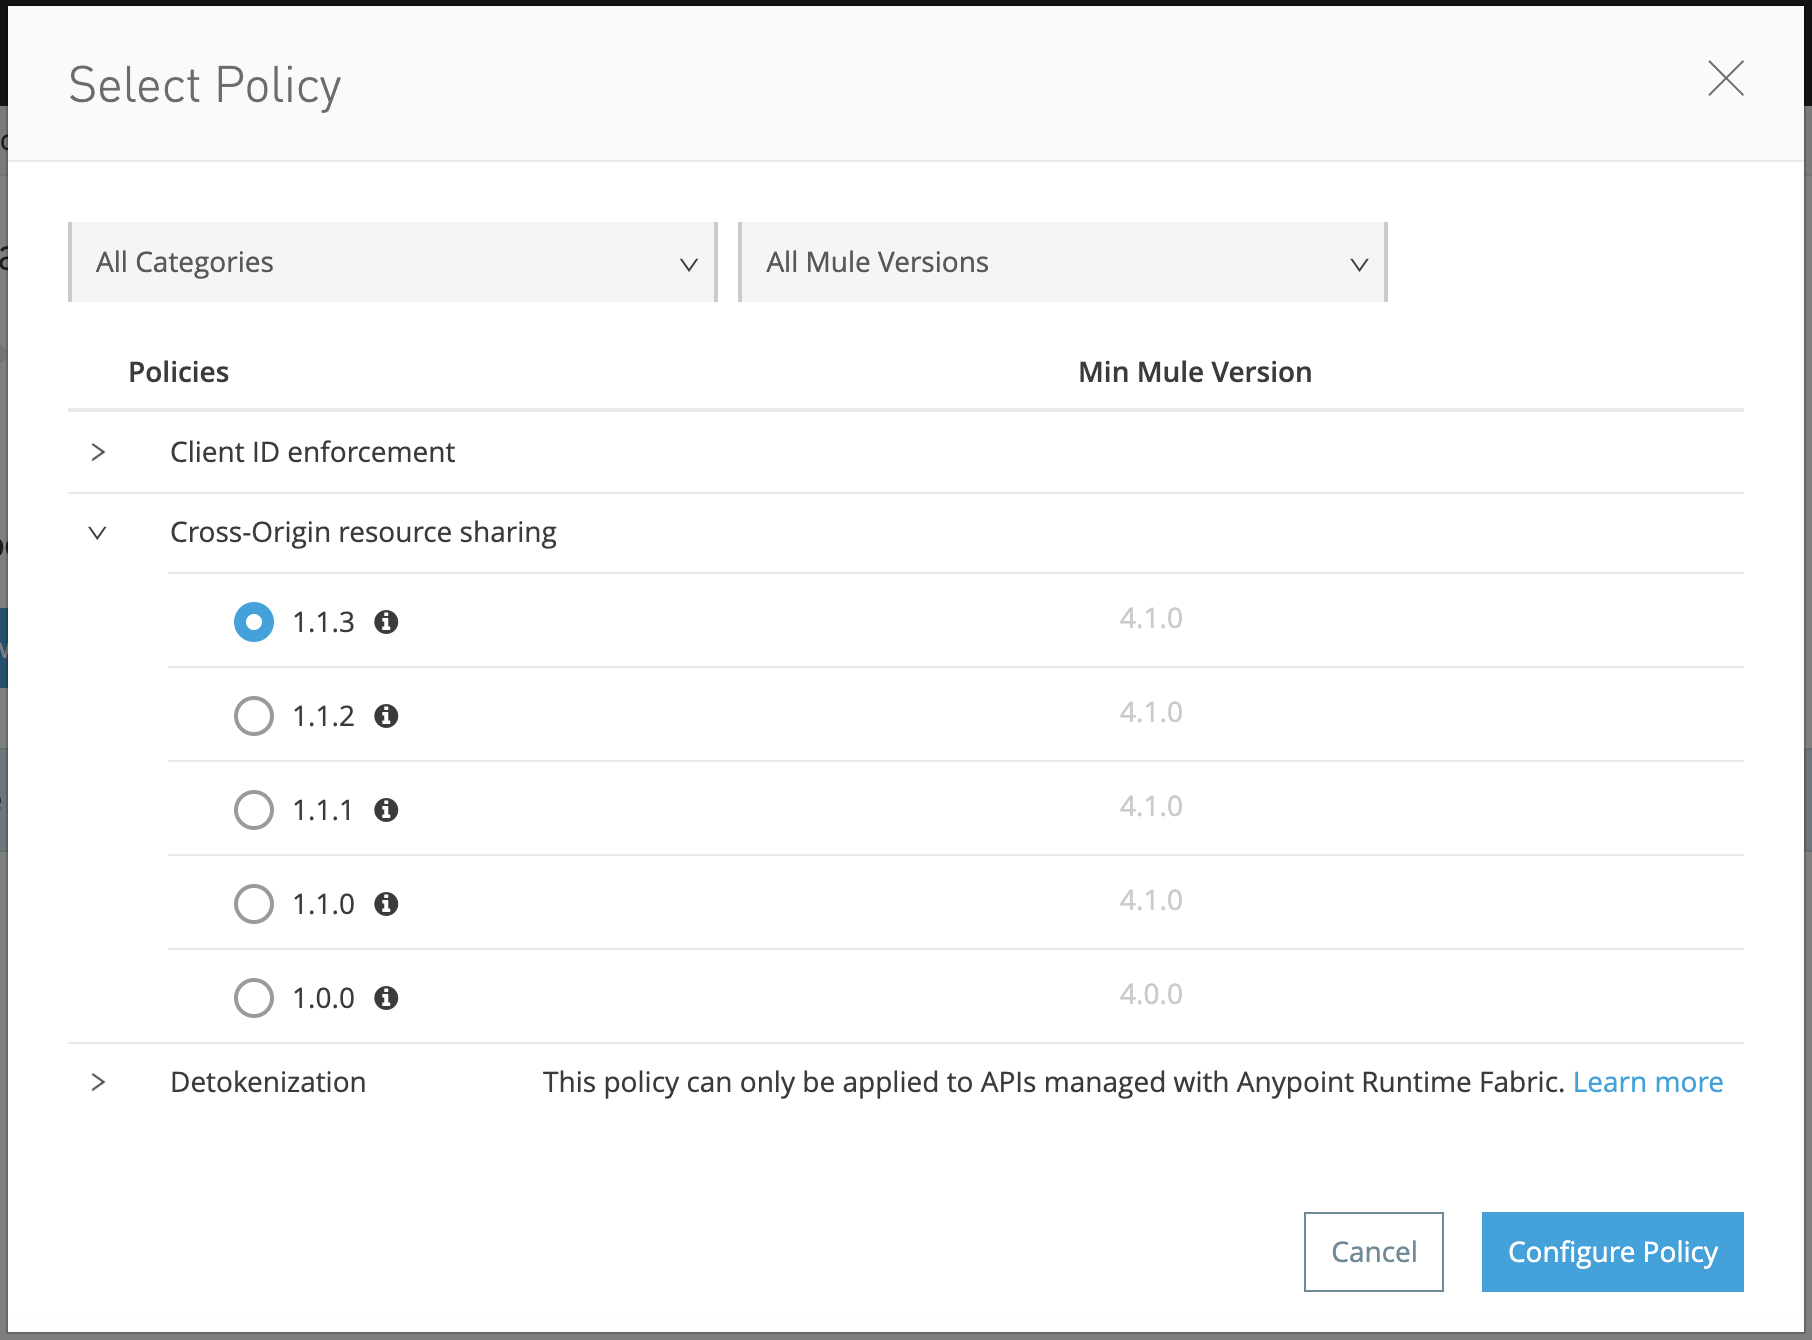 Select Policy
All Categories
All Mule Versions
Policies Min Mule Version
Client ID enforcement
Cross-Origin resource sharing
1.1.3 4.1.0
1.1.2 4.1.0
1.1.1 4.1.0
1.1.0 4.1.0
1.0.0 4.0.0
Detokenization This policy can only be applied to APIs managed with Anypoint Runtime Fabric. Learn more
Cancel Configure Policy